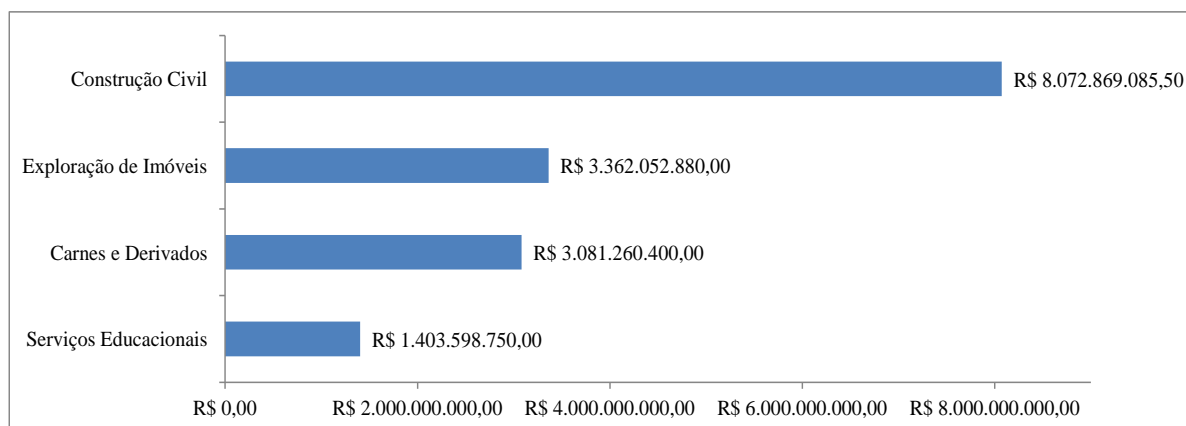 Construção Civil
R$ 8.072.869.085,50
Exploração de Imóveis
R$ 3.362.052.880,00
Carnes e Derivados
R$ 3.081.260.400,00
Serviços Educacionais
R$ 1.403.598.750,00
R$ 0,00 R$ 2.000.000.000,00 R$ 4.000.000.000,00 R$ 6.000.000.000,00 R$ 8.000.000.000,00